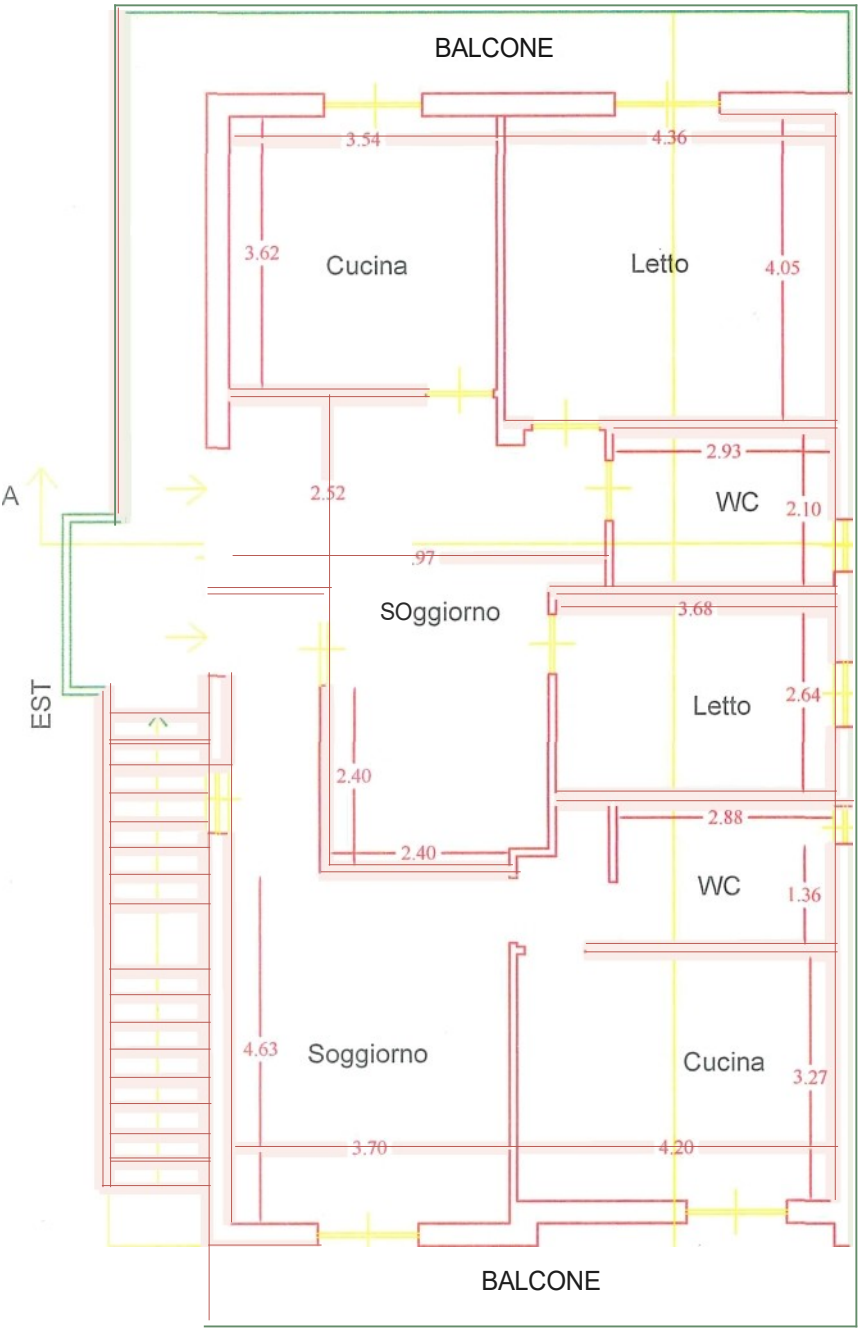 BALCONE
3.54
4.36
3.62
Cucina
Letto
4.05
2.93
A
2.52
WC
2.10
.97
SOggiorno
3.68
EST
Letto
2.64
2.40
2.88
2.40
WC
1.36
4.63
Soggiorno
Cucina
3.27
3.70
4.20
BALCONE